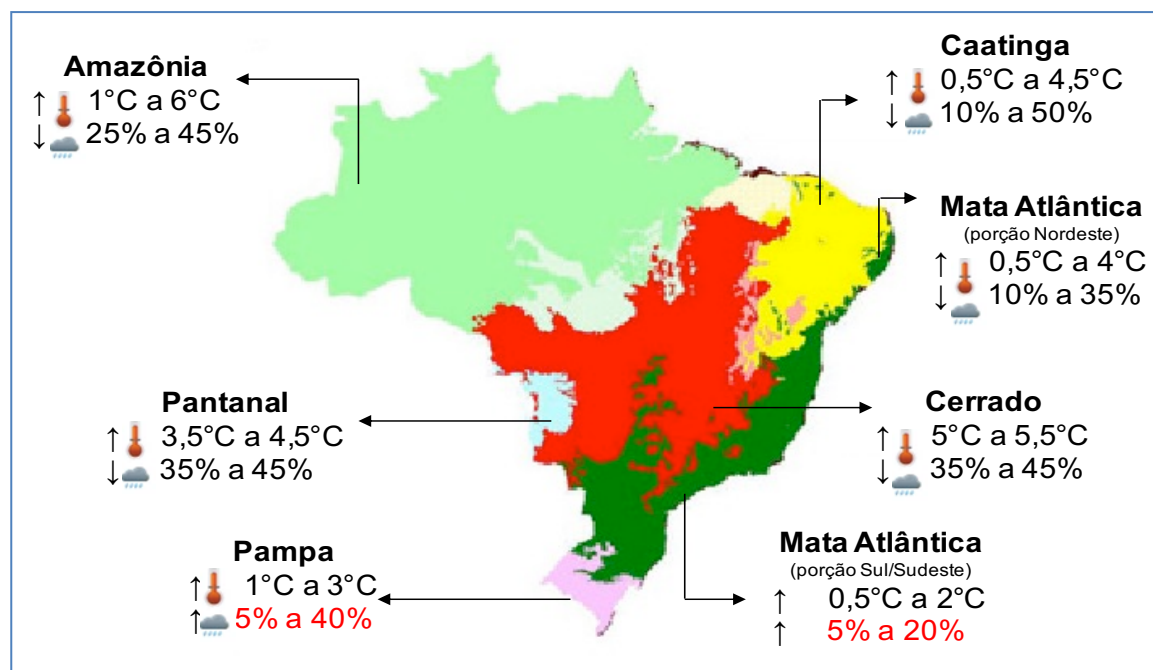 Amazônia
↑ 1°C a 6°C
↓ 25% a 45%
Caatinga
↑ 0,5°C a 4,5°C
↓ 10% a 50%
Mata Atlântica
(porção Nordeste)
↑ 0,5°C a 4°C
↓ 10% a 35%
Pantanal
↑ 3,5°C a 4,5°C
↓ 35% a 45%
Cerrado
↑ 5°C a 5,5°C
↓ 35% a 45%
Pampa
↑ 1°C a 3°C
↑ 5% a 40%
Mata Atlântica
(porção Sul/Sudeste)
↑ 0,5°C a 2°C
↑ 5% a 20%